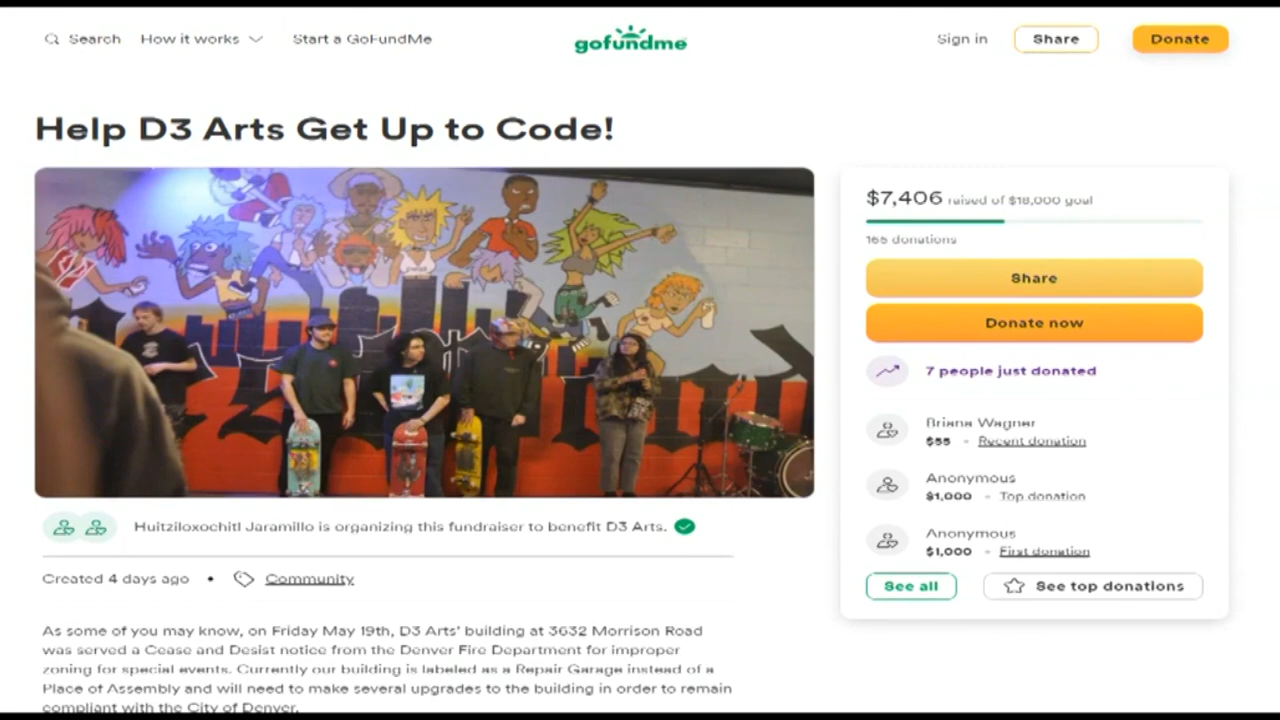 Search How it works Start a GoFundMe gofundme Sign in Share Donate
Help D3 Arts Get Up to Code!
$7,406 raised of $18,000 goal
165 donations
Share
Donate now
7 people just donated
Briana Wagner
$55 • Recent donation
Anonymous
$1,000 • Top donation
Anonymous
$1,000 • First donation
See all See top donations
Huitziloxochitl Jaramillo is organizing this fundraiser to benefit D3 Arts.
Created 4 days ago • Community
As some of you may know, on Friday May 19th, D3 Arts' building at 3632 Morrison Road
was served a Cease and Desist notice from the Denver Fire Department for improper
zoning for special events. Currently our building is labeled as a Repair Garage instead of a
Place of Assembly and will need to make several upgrades to the building in order to remain
compliant with the City of Denver.